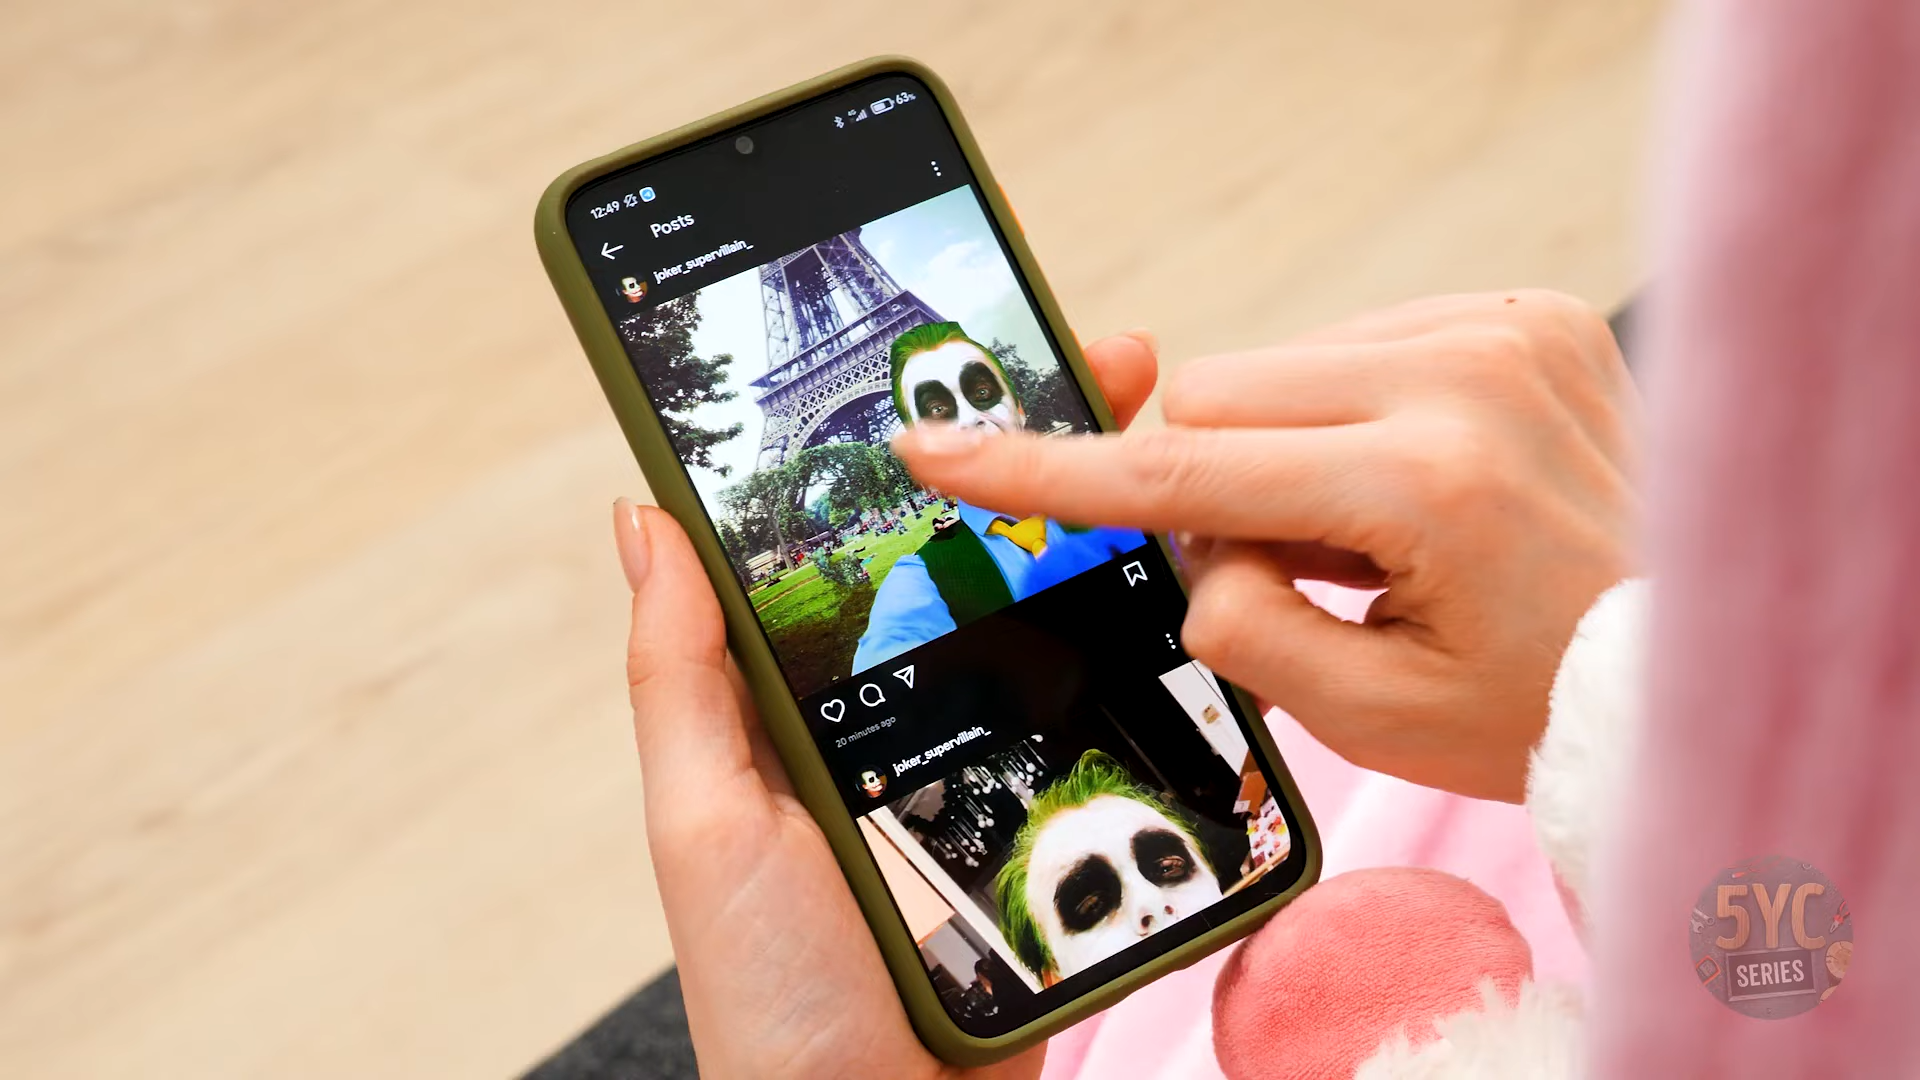 12:49
63%
Posts
joker_supervillain_
20 minutes ago
joker_supervillain_
5YC
SERIES